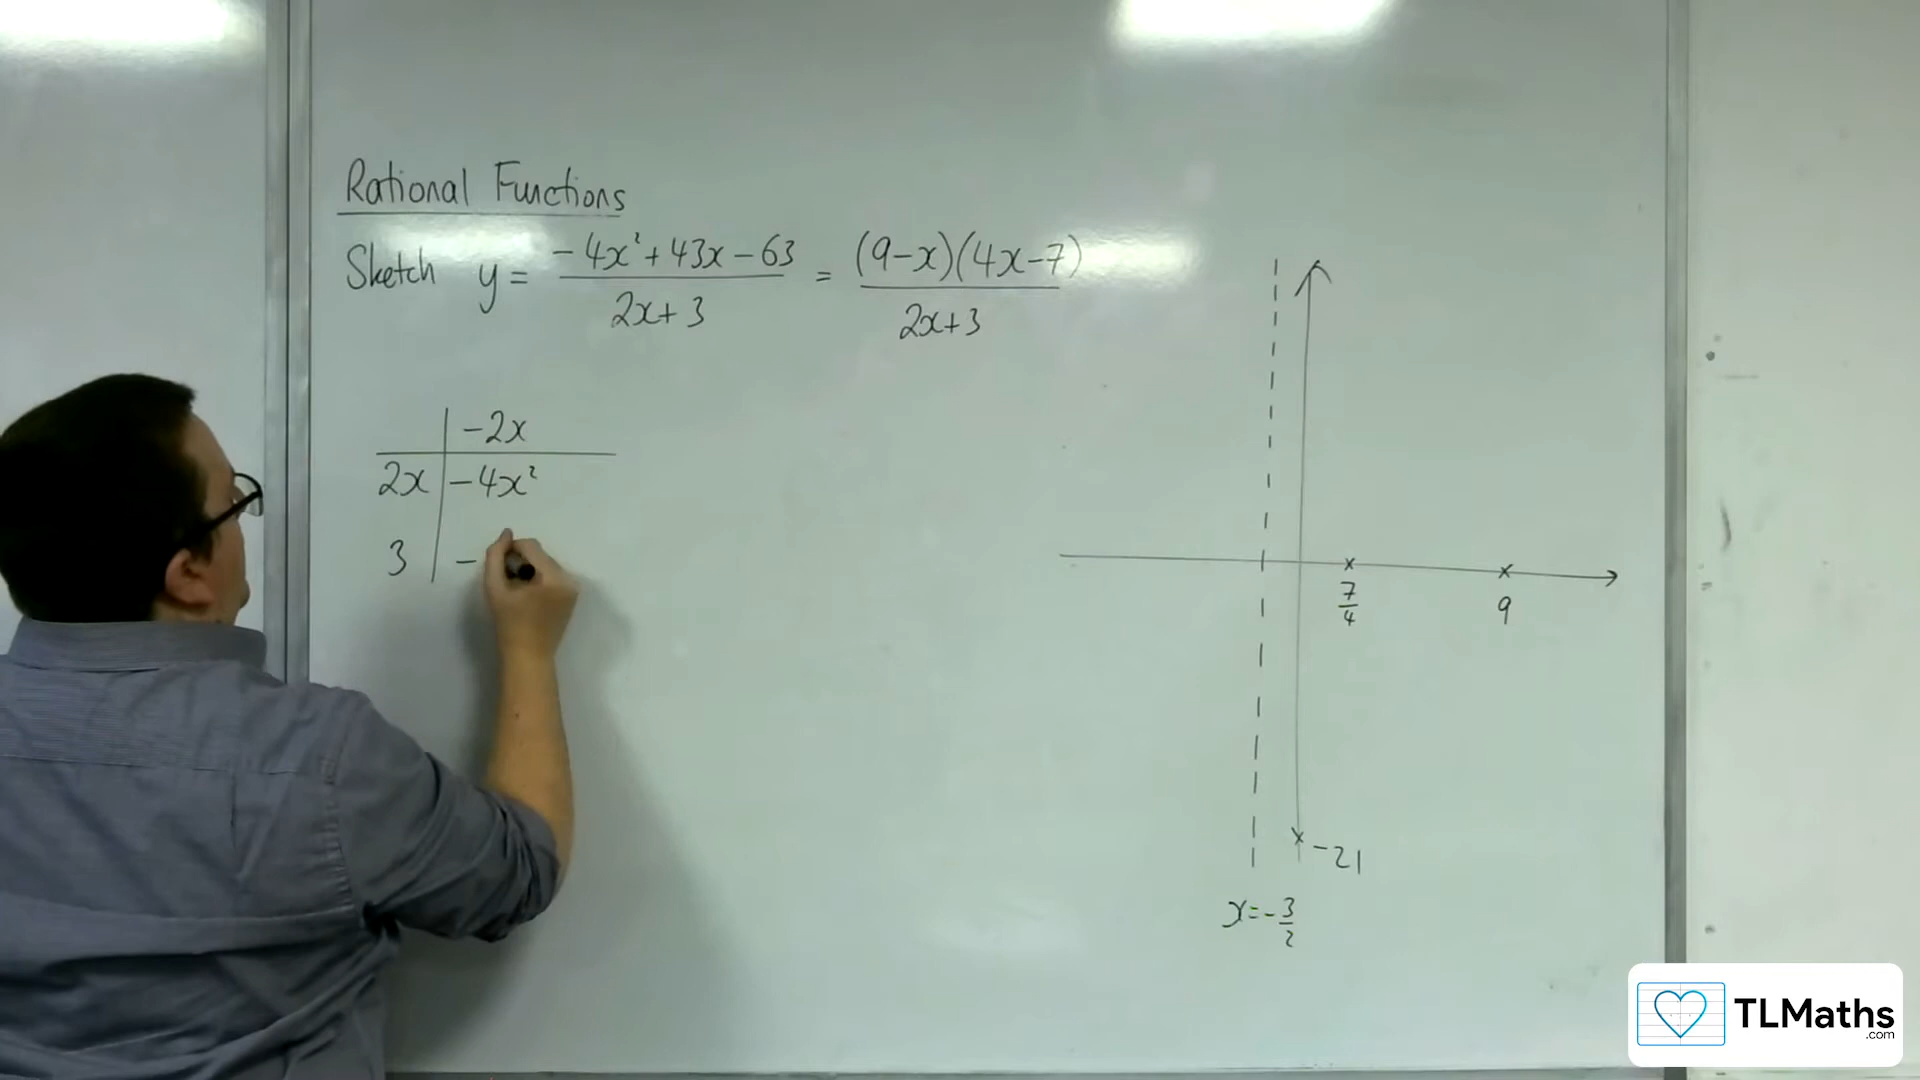 Rational Functions
Sketch y = (-4x² + 43x - 63)/(2x + 3) = (9-x)(4x-7)/(2x+3)
-2x
2x -4x²
3 -
7/4
9
-21
x = -3/2
TLMaths
.com